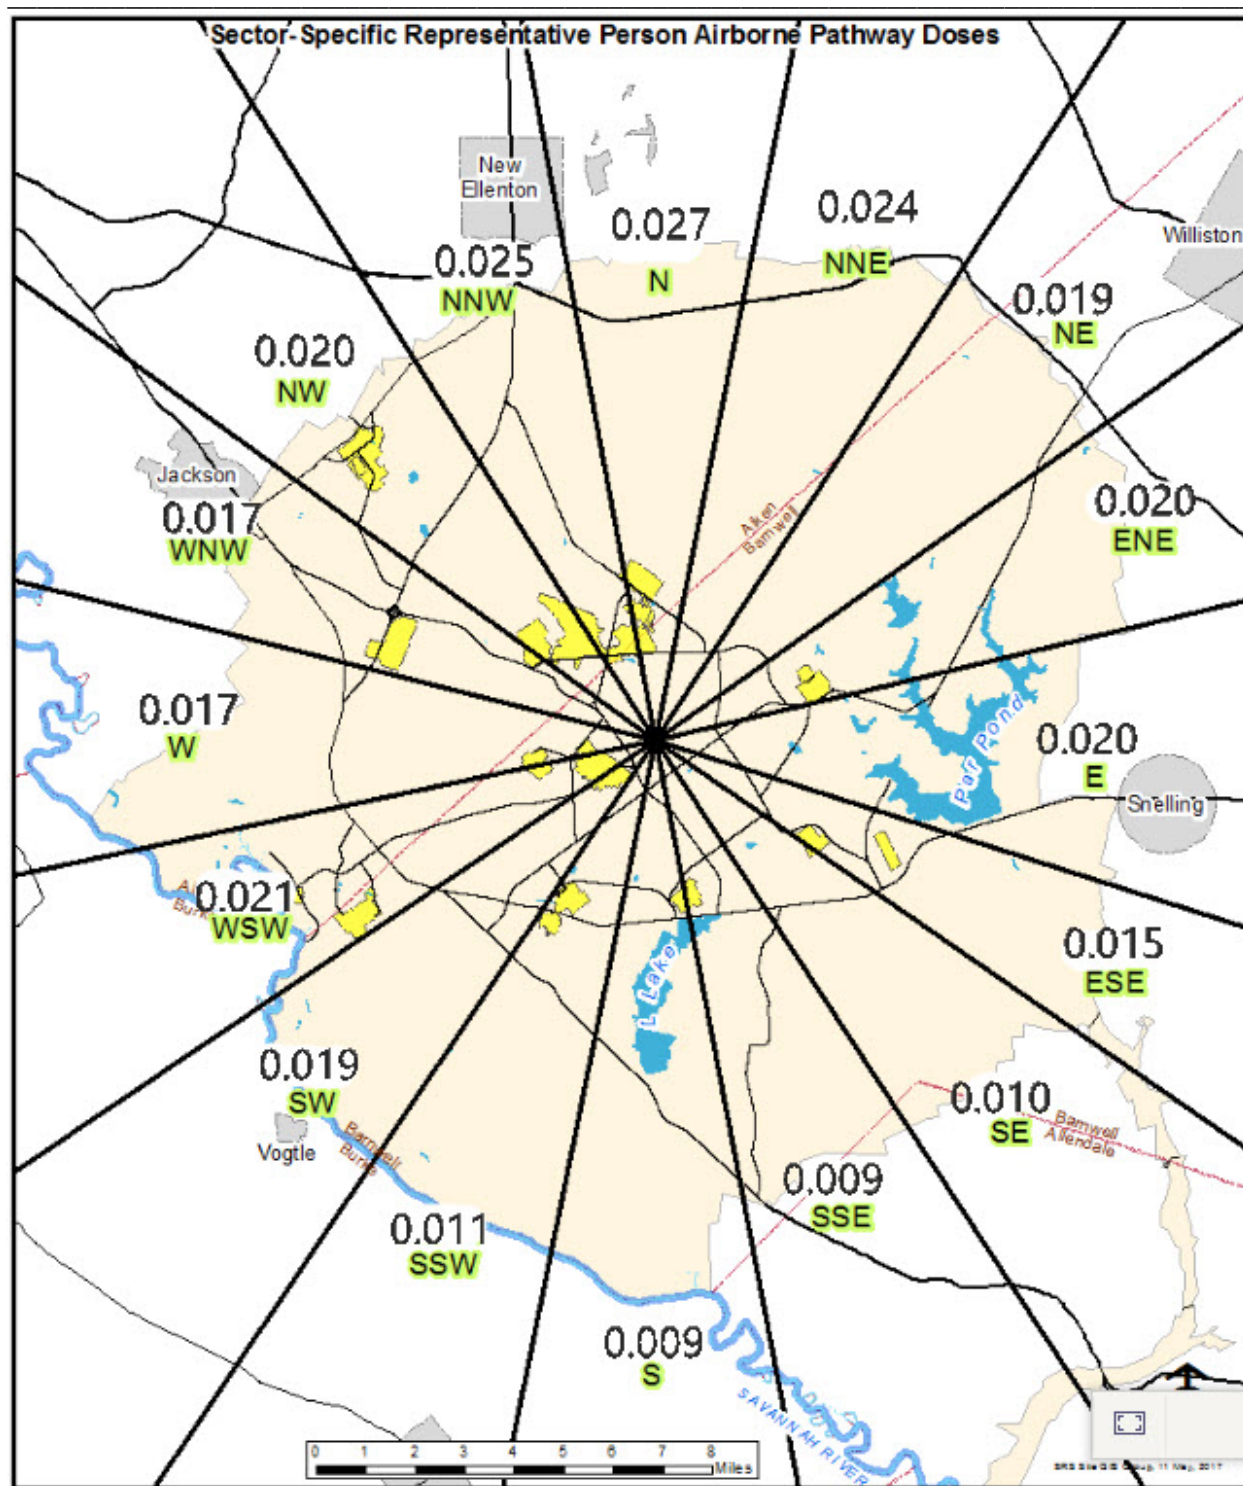 Sector-Specific Representative Person Airborne Pathway Doses
New
Ellenton
0.027
N
0.024
NNE
Williston
0.025
NNW
0.019
NE
0.020
NW
Jackson
0.017
WNW
Aiken
Barnwell
0.020
ENE
0.017
W
Par Pond
0.020
E
Snelling
0.021
WSW
L Lake
0.015
ESE
0.019
SW
Vogtle
Barnwell
Burke
0.010
SE
Barnwell
Allendale
0.009
SSE
0.011
SSW
0.009
S
SAVANNAH RIVER
0 1 2 3 4 5 6 7 8
Miles